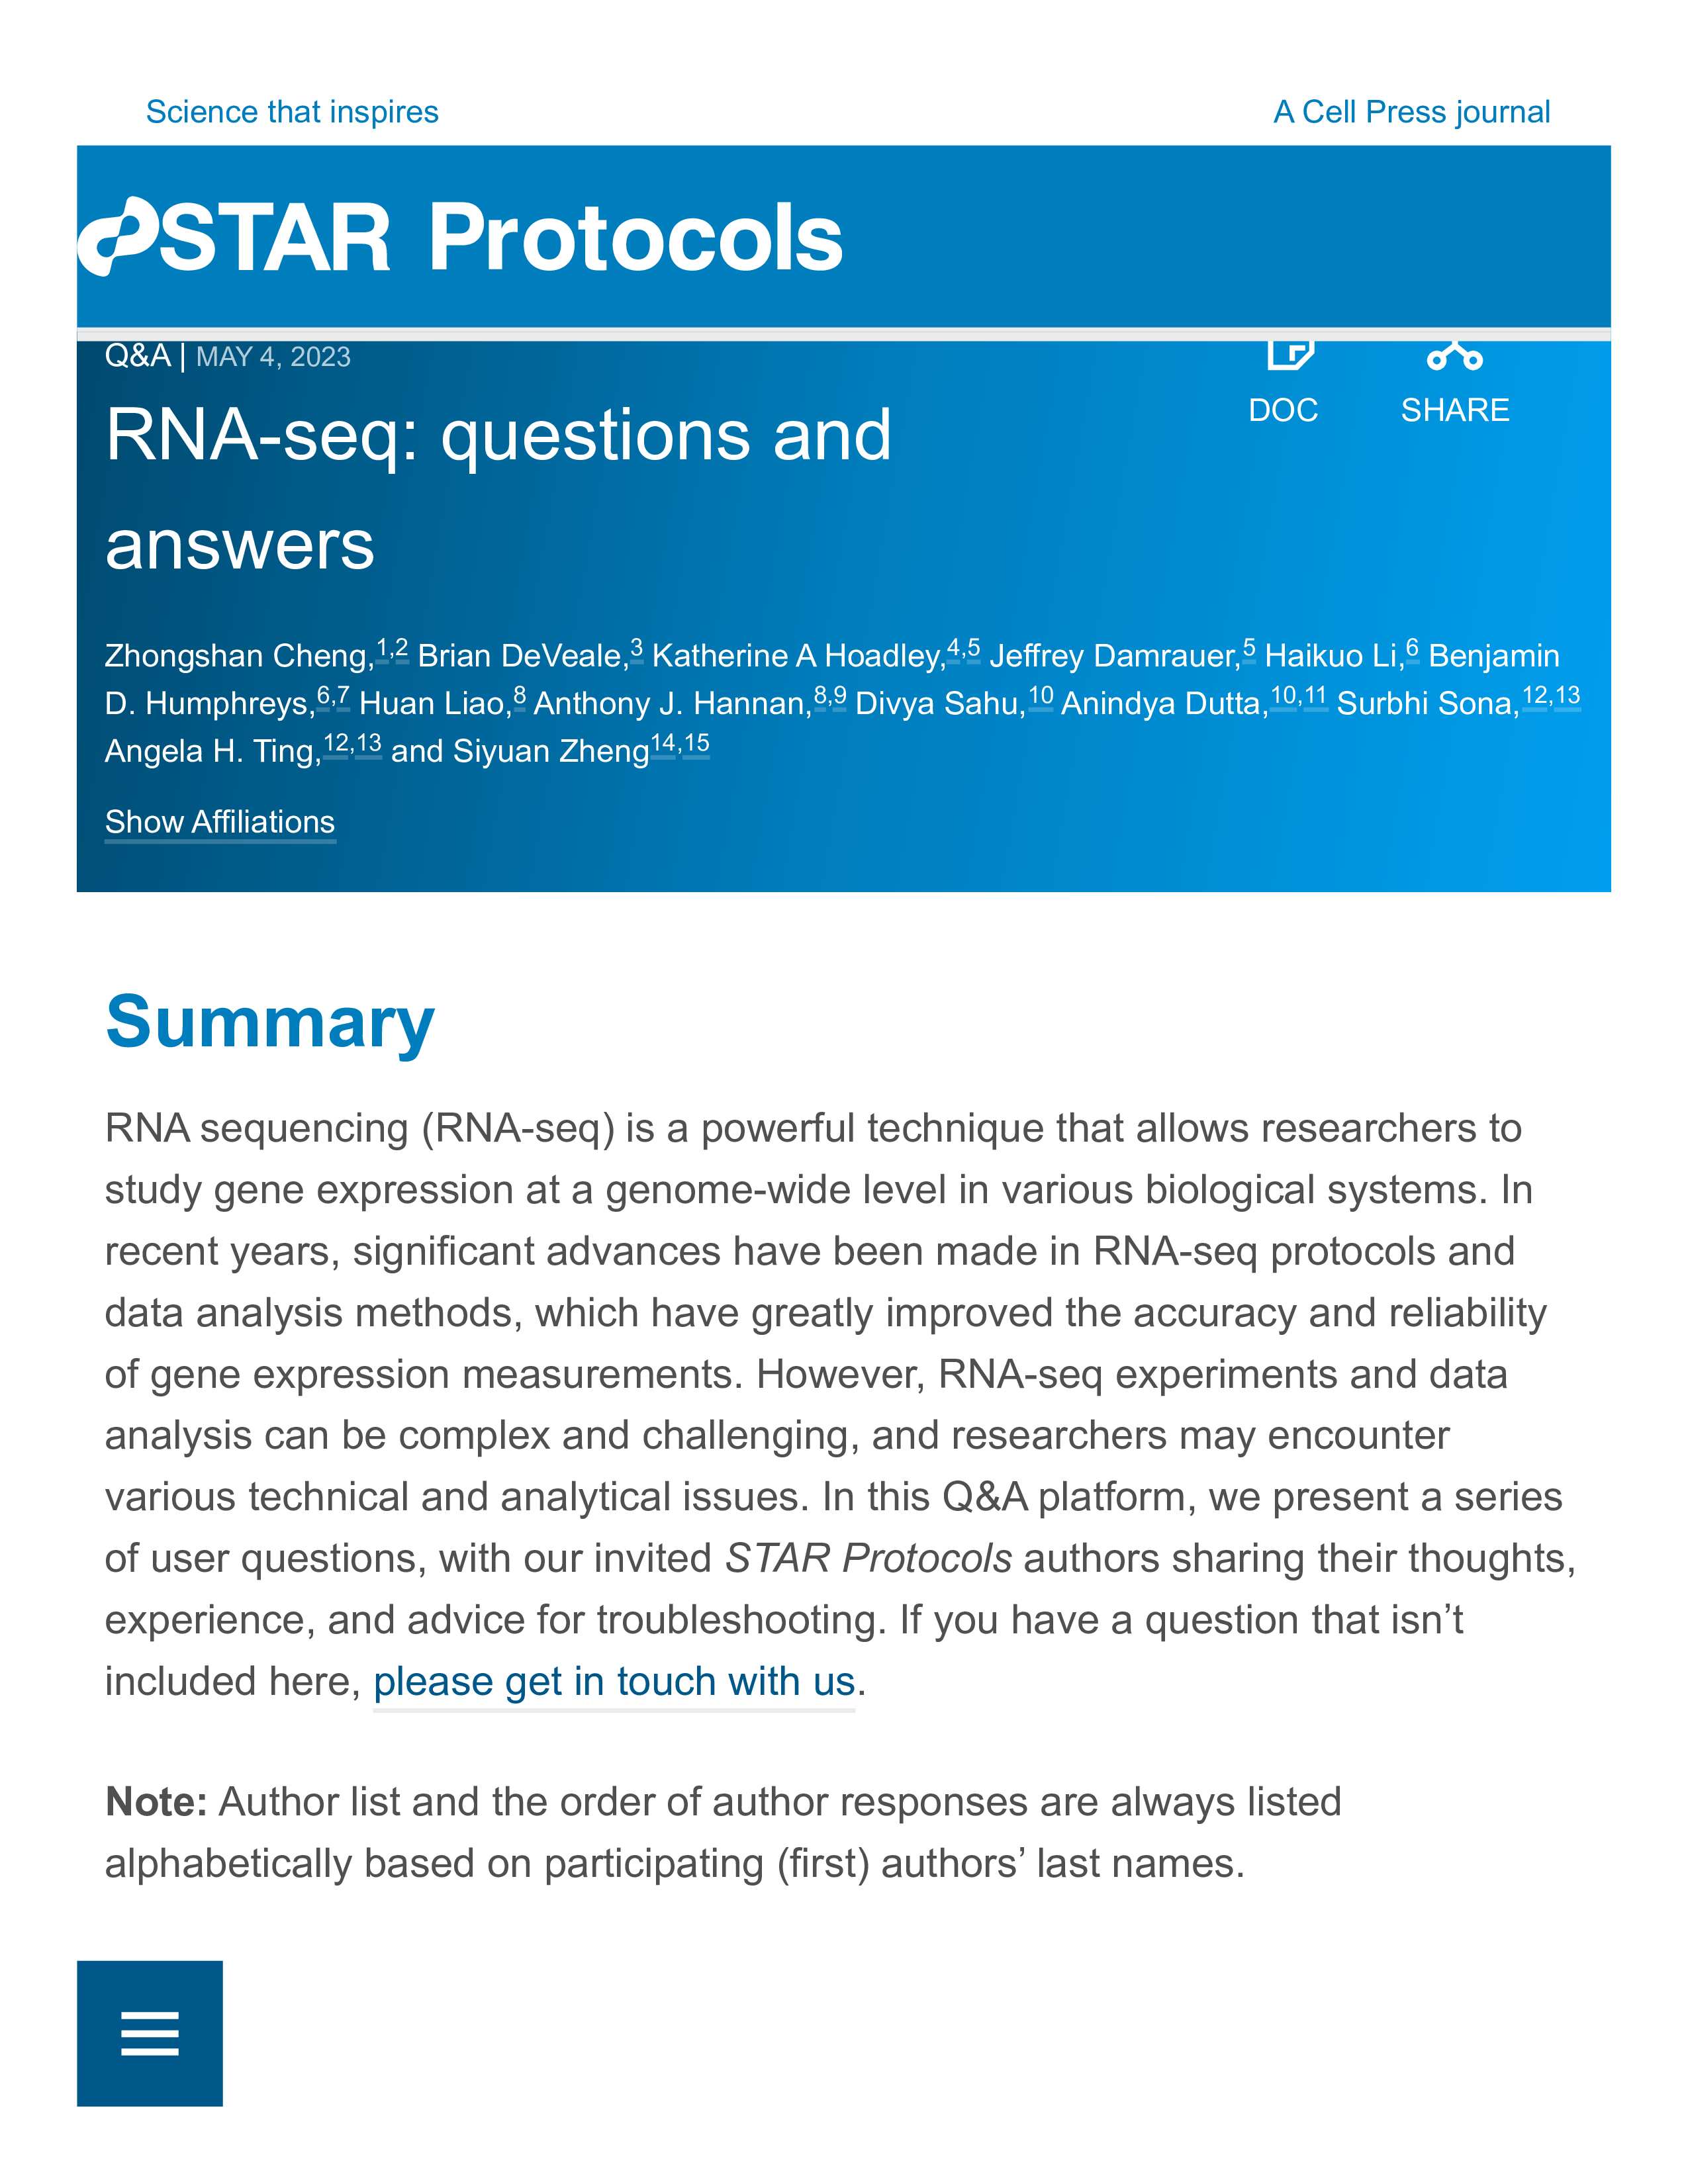 Science that inspires
A Cell Press journal
STAR Protocols
Q&A | MAY 4, 2023
DOC
SHARE
RNA-seq: questions and
answers
Zhongshan Cheng,1,2 Brian DeVeale,3 Katherine A Hoadley,4,5 Jeffrey Damrauer,5 Haikuo Li,6 Benjamin
D. Humphreys,6,7 Huan Liao,8 Anthony J. Hannan,8,9 Divya Sahu,10 Anindya Dutta,10,11 Surbhi Sona,12,13
Angela H. Ting,12,13 and Siyuan Zheng14,15
Show Affiliations
Summary
RNA sequencing (RNA-seq) is a powerful technique that allows researchers to
study gene expression at a genome-wide level in various biological systems. In
recent years, significant advances have been made in RNA-seq protocols and
data analysis methods, which have greatly improved the accuracy and reliability
of gene expression measurements. However, RNA-seq experiments and data
analysis can be complex and challenging, and researchers may encounter
various technical and analytical issues. In this Q&A platform, we present a series
of user questions, with our invited STAR Protocols authors sharing their thoughts,
experience, and advice for troubleshooting. If you have a question that isn’t
included here, please get in touch with us.
Note: Author list and the order of author responses are always listed
alphabetically based on participating (first) authors’ last names.